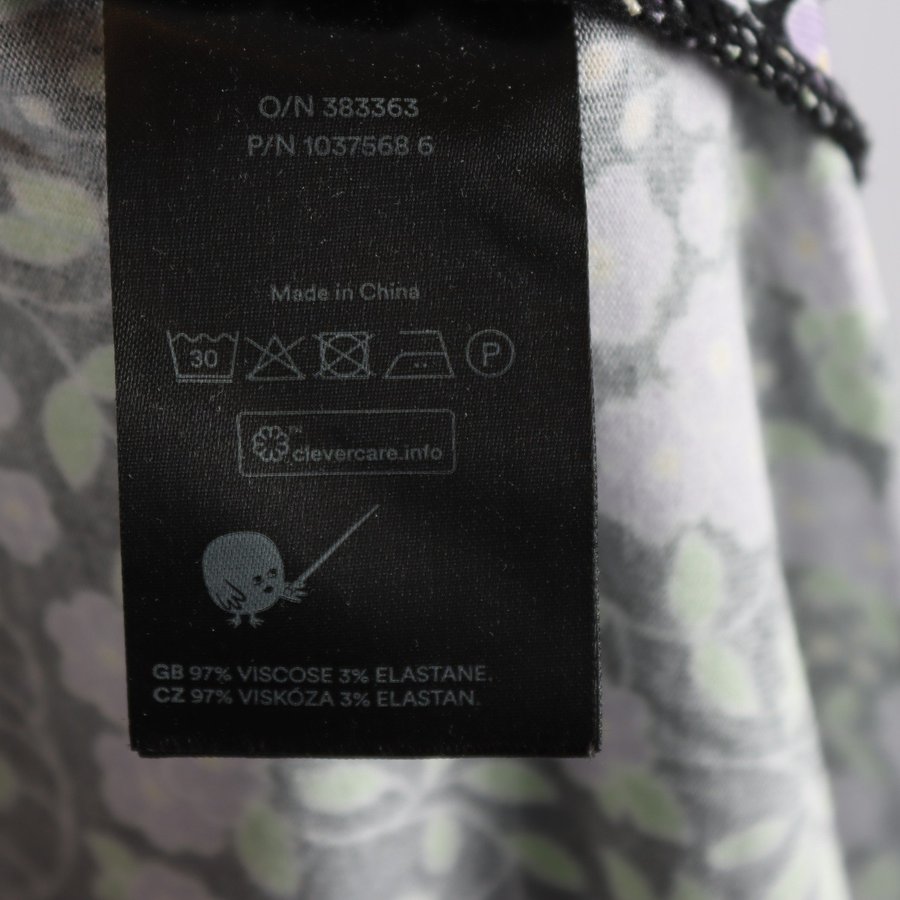 O/N 383363
P/N 1037568 6
Made in China
30
P
™
clevercare.info
GB 97% VISCOSE 3% ELASTANE.
CZ 97% VISKÓZA 3% ELASTAN.